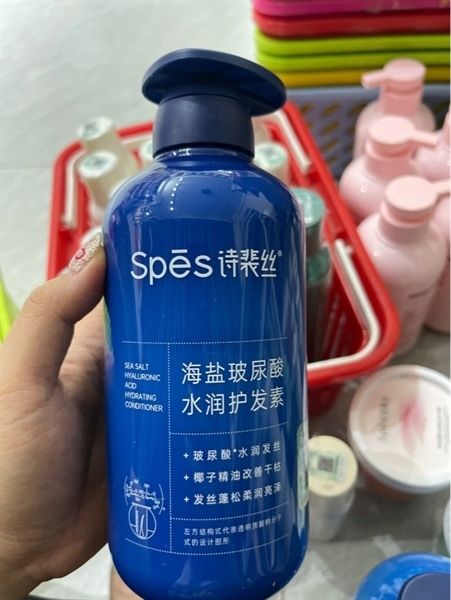 Spēs 诗裴丝®
SEA SALT
HYALURONIC
ACID
HYDRATING
CONDITIONER
海盐玻尿酸
水润护发素
+ 玻尿酸*水润发丝
+ 椰子精油改善干枯
+ 发丝蓬松柔润亮泽
左方结构式代表透明质酸钠分子
式的设计图形